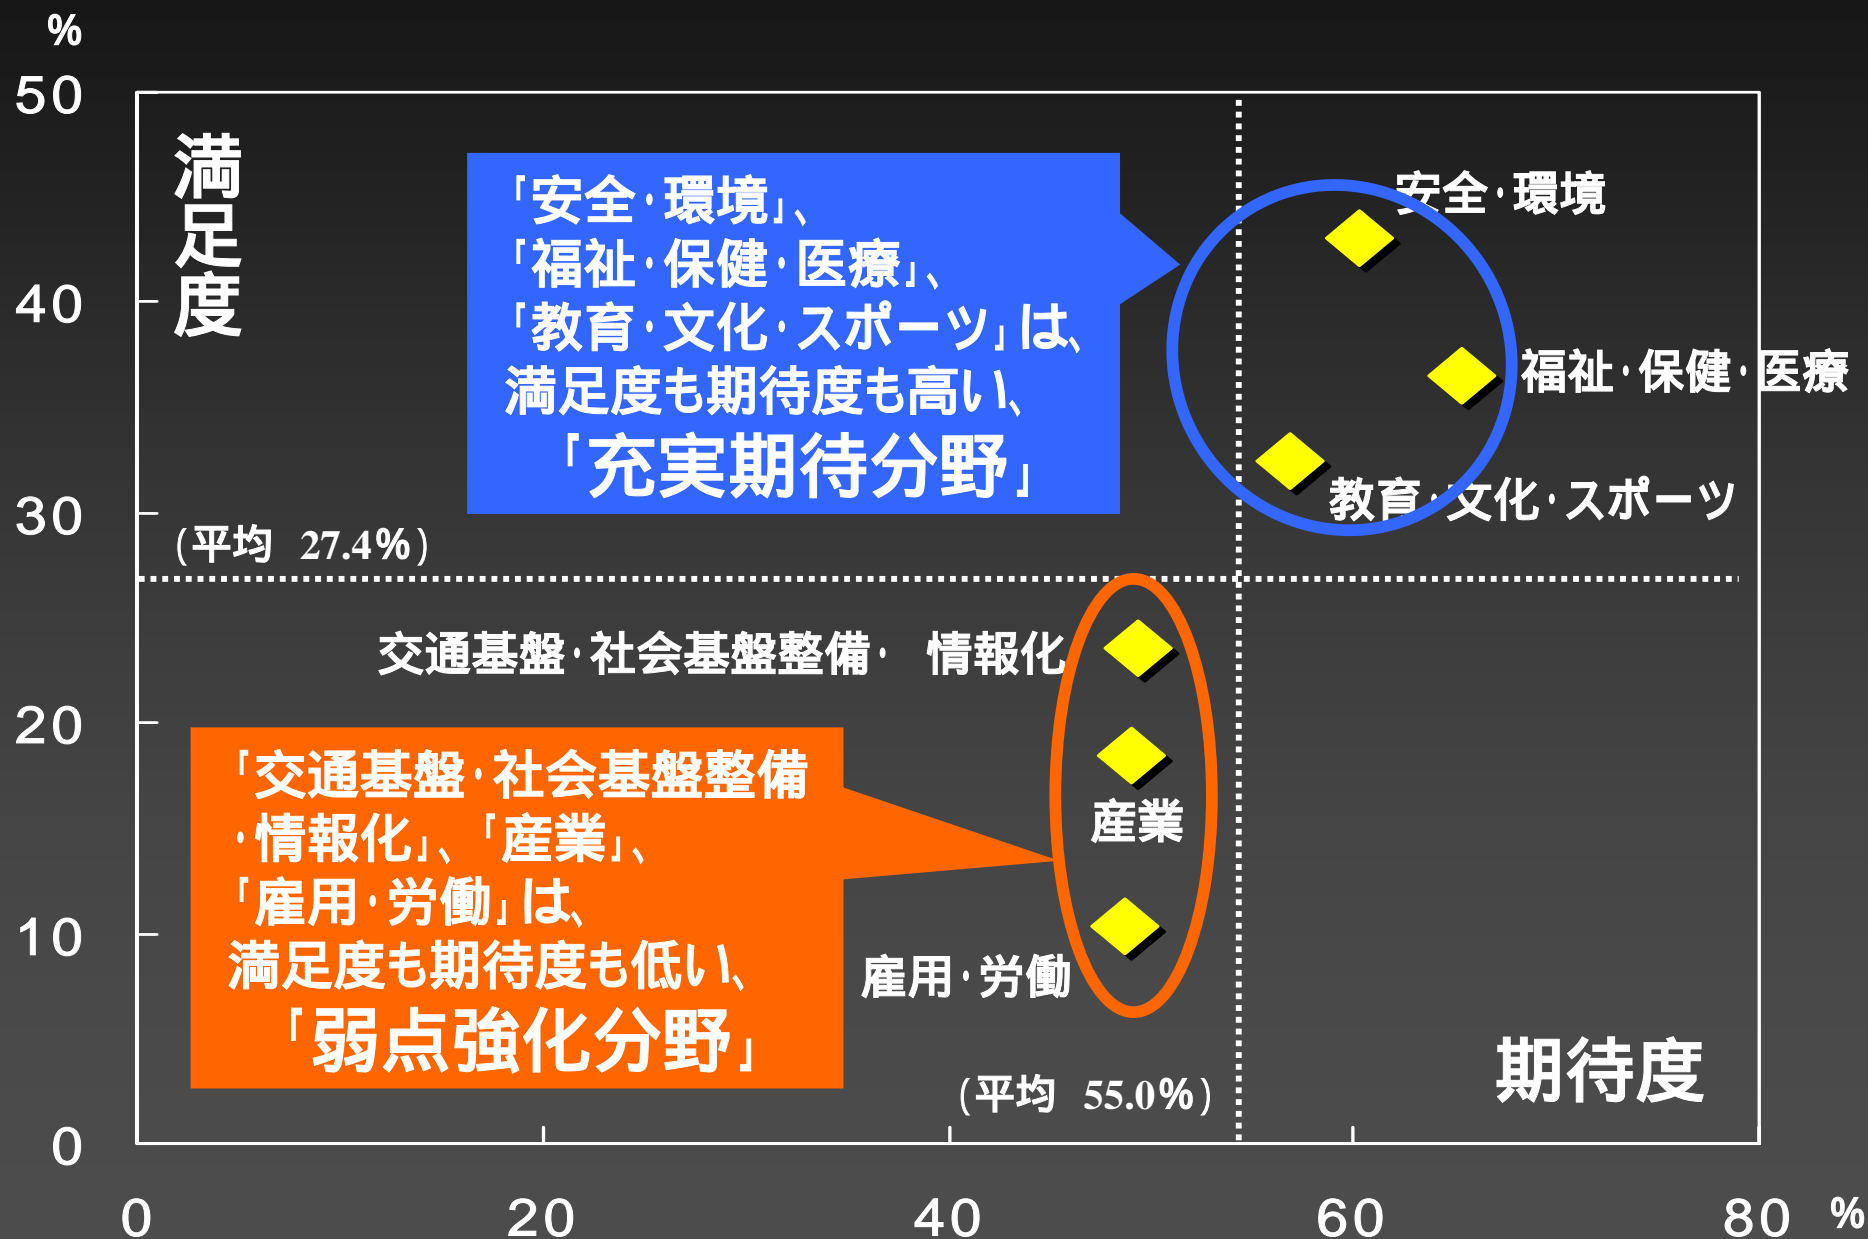 %
50
満足度
「安全・環境」、
「福祉・保健・医療」、
「教育・文化・スポーツ」は、
満足度も期待度も高い、
「充実期待分野」
安全・環境
40
福祉・保健・医療
教育・文化・スポーツ
30
(平均 27.4%)
交通基盤・社会基盤整備・ 情報化
20
「交通基盤・社会基盤整備
・情報化」、「産業」、
「雇用・労働」は、
満足度も期待度も低い、
「弱点強化分野」
産業
10
雇用・労働
期待度
(平均 55.0%)
0
0 20 40 60 80 %